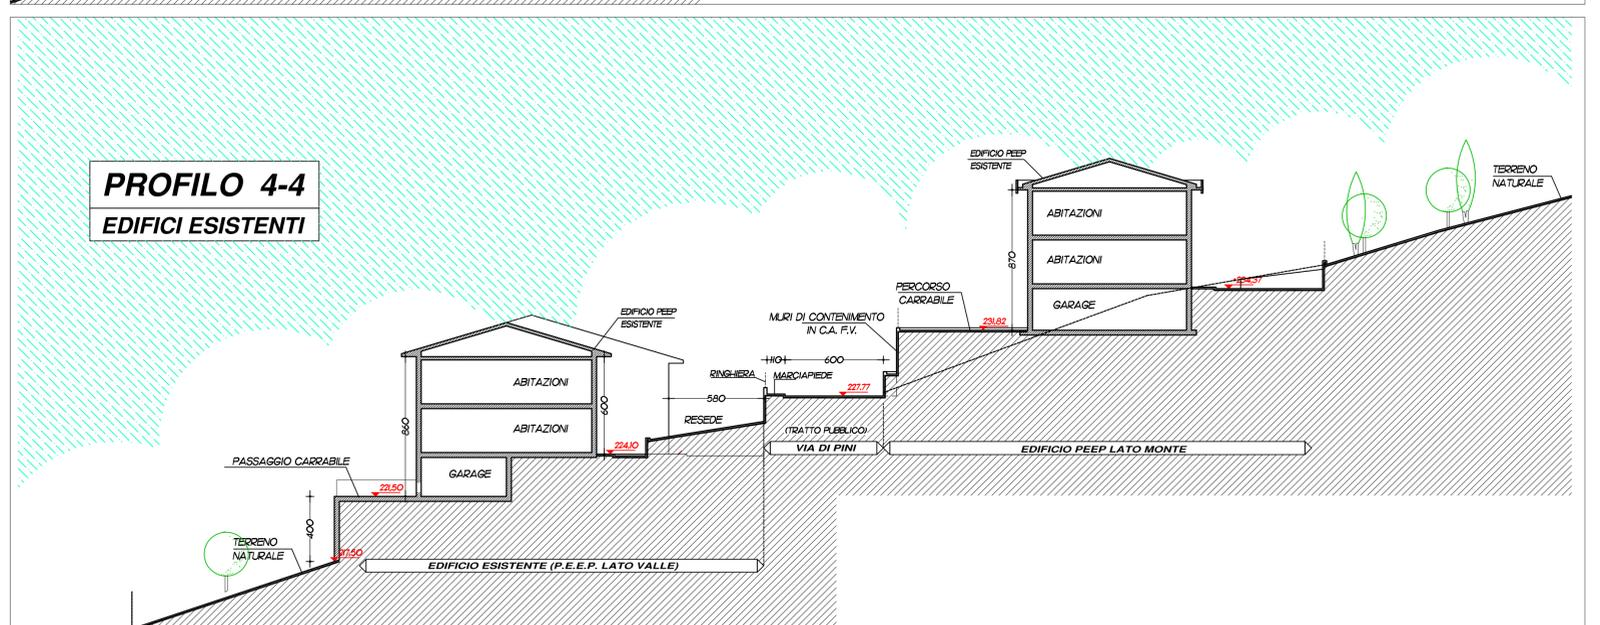 PROFILO 4-4
EDIFICI ESISTENTI
EDIFICIO PEEP
ESISTENTE
TERRENO
NATURALE
ABITAZIONI
870
ABITAZIONI
GARAGE
PERCORSO
CARRABILE
231.82
MURI DI CONTENIMENTO
IN C.A. F.V.
EDIFICIO PEEP
ESISTENTE
110
600
RINGHIERA
MARCIAPIEDE
227.77
ABITAZIONI
600
580
RESEDE
860
ABITAZIONI
224.10
(TRATTO PUBBLICO)
VIA DI PINI
EDIFICIO PEEP LATO MONTE
PASSAGGIO CARRABILE
GARAGE
221.50
400
TERRENO
NATURALE
217.50
EDIFICIO ESISTENTE (P.E.E.P. LATO VALLE)